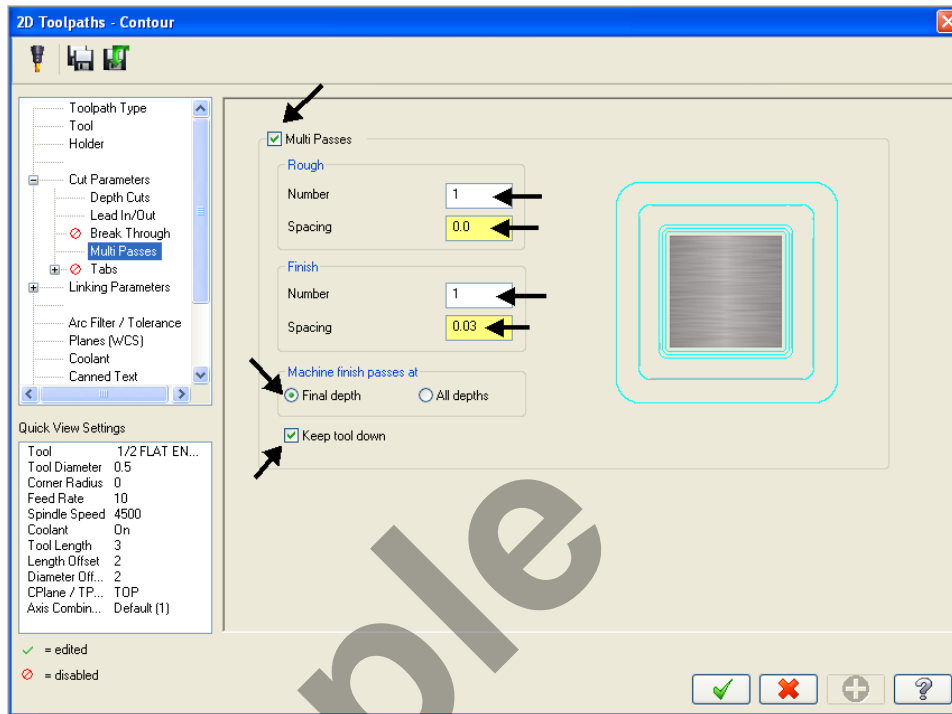 2D Toolpaths - Contour
Toolpath Type
Tool
Holder
Cut Parameters
Depth Cuts
Lead In/Out
Break Through
Multi Passes
Tabs
Linking Parameters
Arc Filter / Tolerance
Planes (WCS)
Coolant
Canned Text
Quick View Settings
Tool 1/2 FLAT EN...
Tool Diameter 0.5
Corner Radius 0
Feed Rate 10
Spindle Speed 4500
Coolant On
Tool Length 3
Length Offset 2
Diameter Off... 2
CPlane / TP... TOP
Axis Combin... Default (1)
= edited
= disabled
Multi Passes
Rough
Number 1
Spacing 0.0
Finish
Number 1
Spacing 0.03
Machine finish passes at
Final depth All depths
Keep tool down
ple